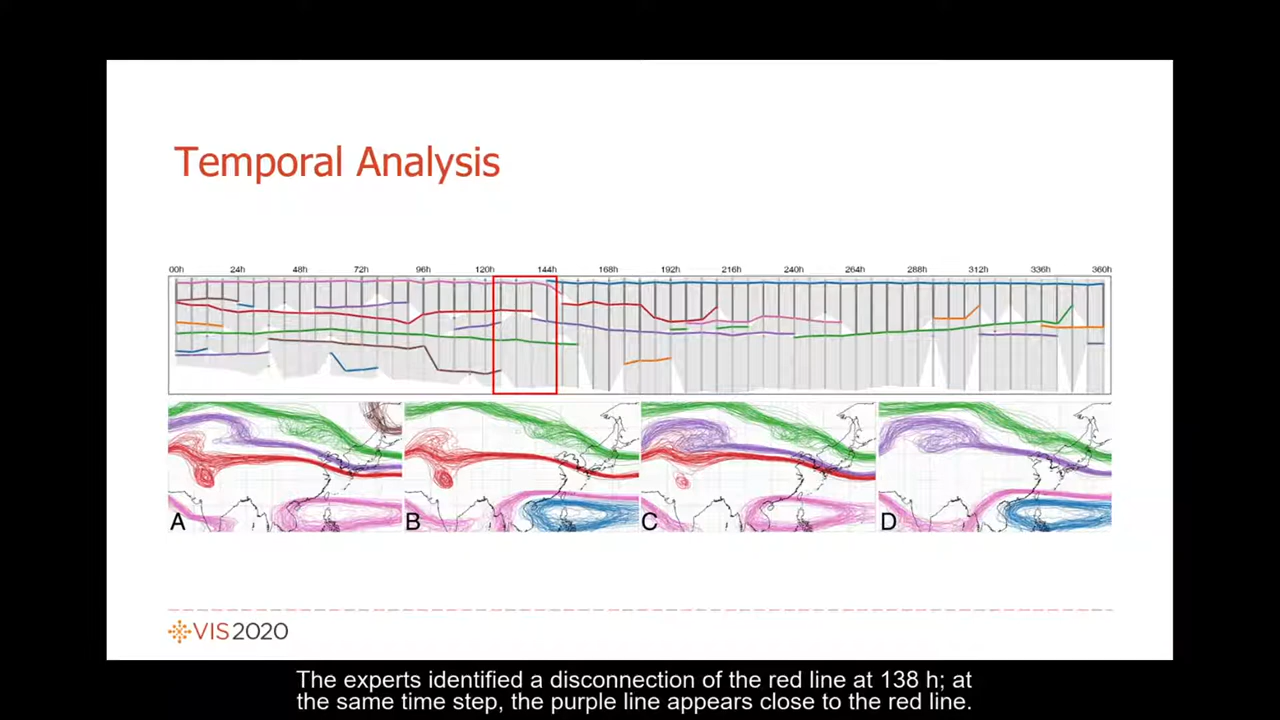 Temporal Analysis
00h 24h 48h 72h 96h 120h 144h 168h 192h 216h 240h 264h 288h 312h 336h 360h
A B C D
VIS2020
The experts identified a disconnection of the red line at 138 h; at
the same time step, the purple line appears close to the red line.